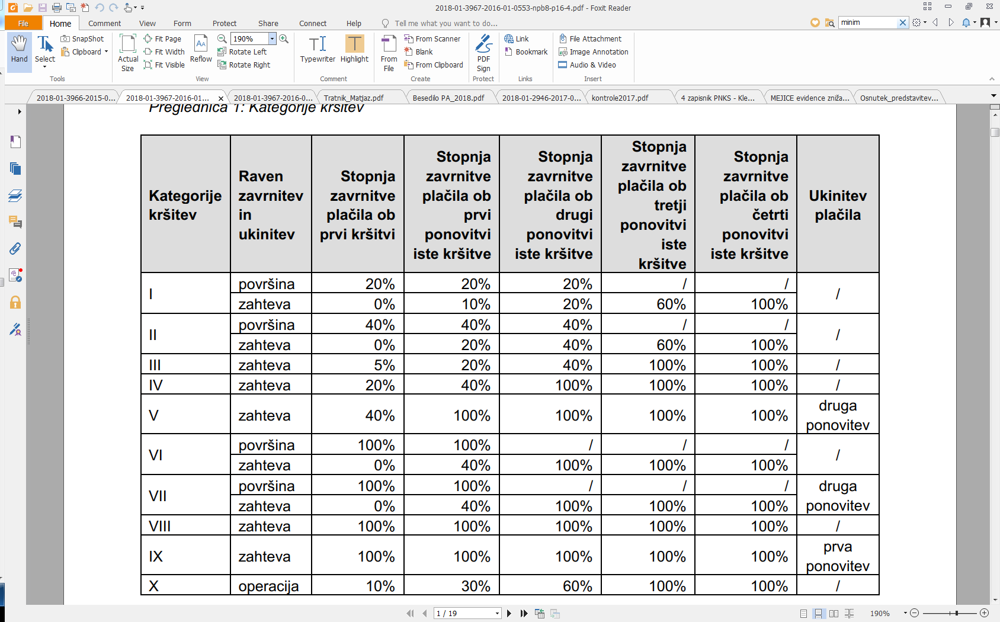 2018-01-3967-2016-01-0553-npb8-p16-4.pdf - Foxit Reader
File Home Comment View Form Protect Share Connect Help Tell me what you want to do... minim
Hand
Select
SnapShot
Clipboard
Tools
Actual
Size
Fit Page
Fit Width
Fit Visible
Reflow
190%
Rotate Left
Rotate Right
View
Typewriter
Highlight
Comment
From
File
From Scanner
Blank
From Clipboard
Create
PDF
Sign
Protect
Link
Bookmark
Links
File Attachment
Image Annotation
Audio & Video
Insert
2018-01-3966-2015-0... 2018-01-3967-2016-01... 2018-01-3967-2016-0... Tratnik_Matjaz.pdf Besedilo PA_2018.pdf 2018-01-2946-2017-0... kontrole2017.pdf 4 zapisnik PNKS - Kle... MEJICE evidence zniža... Osnutek_predstavitev...
Preglednica 1: Kategorije kršitev
Kategorije
kršitev
Raven
zavrnitev
in
ukinitev
Stopnja
zavrnitve
plačila ob
prvi kršitvi
Stopnja
zavrnitve
plačila ob
prvi
ponovitvi
iste kršitve
Stopnja
zavrnitve
plačila ob
drugi
ponovitvi
iste kršitve
Stopnja
zavrnitve
plačila ob
tretji
ponovitvi
iste
kršitve
Stopnja
zavrnitve
plačila ob
četrti
ponovitvi
iste kršitve
Ukinitev
plačila
I
površina 20% 20% 20% / /
zahteva 0% 10% 20% 60% 100%
/
II
površina 40% 40% 40% / /
zahteva 0% 20% 40% 60% 100%
/
III zahteva 5% 20% 40% 100% 100% /
IV zahteva 20% 40% 100% 100% 100% /
V zahteva 40% 100% 100% 100% 100%
druga
ponovitev
VI
površina 100% 100% / / /
zahteva 0% 40% 100% 100% 100%
/
VII
površina 100% 100% / / /
zahteva 0% 40% 100% 100% 100%
druga
ponovitev
VIII zahteva 100% 100% 100% 100% 100% /
IX zahteva 100% 100% 100% 100% 100%
prva
ponovitev
X operacija 10% 30% 60% 100% 100% /
1 / 19
190%